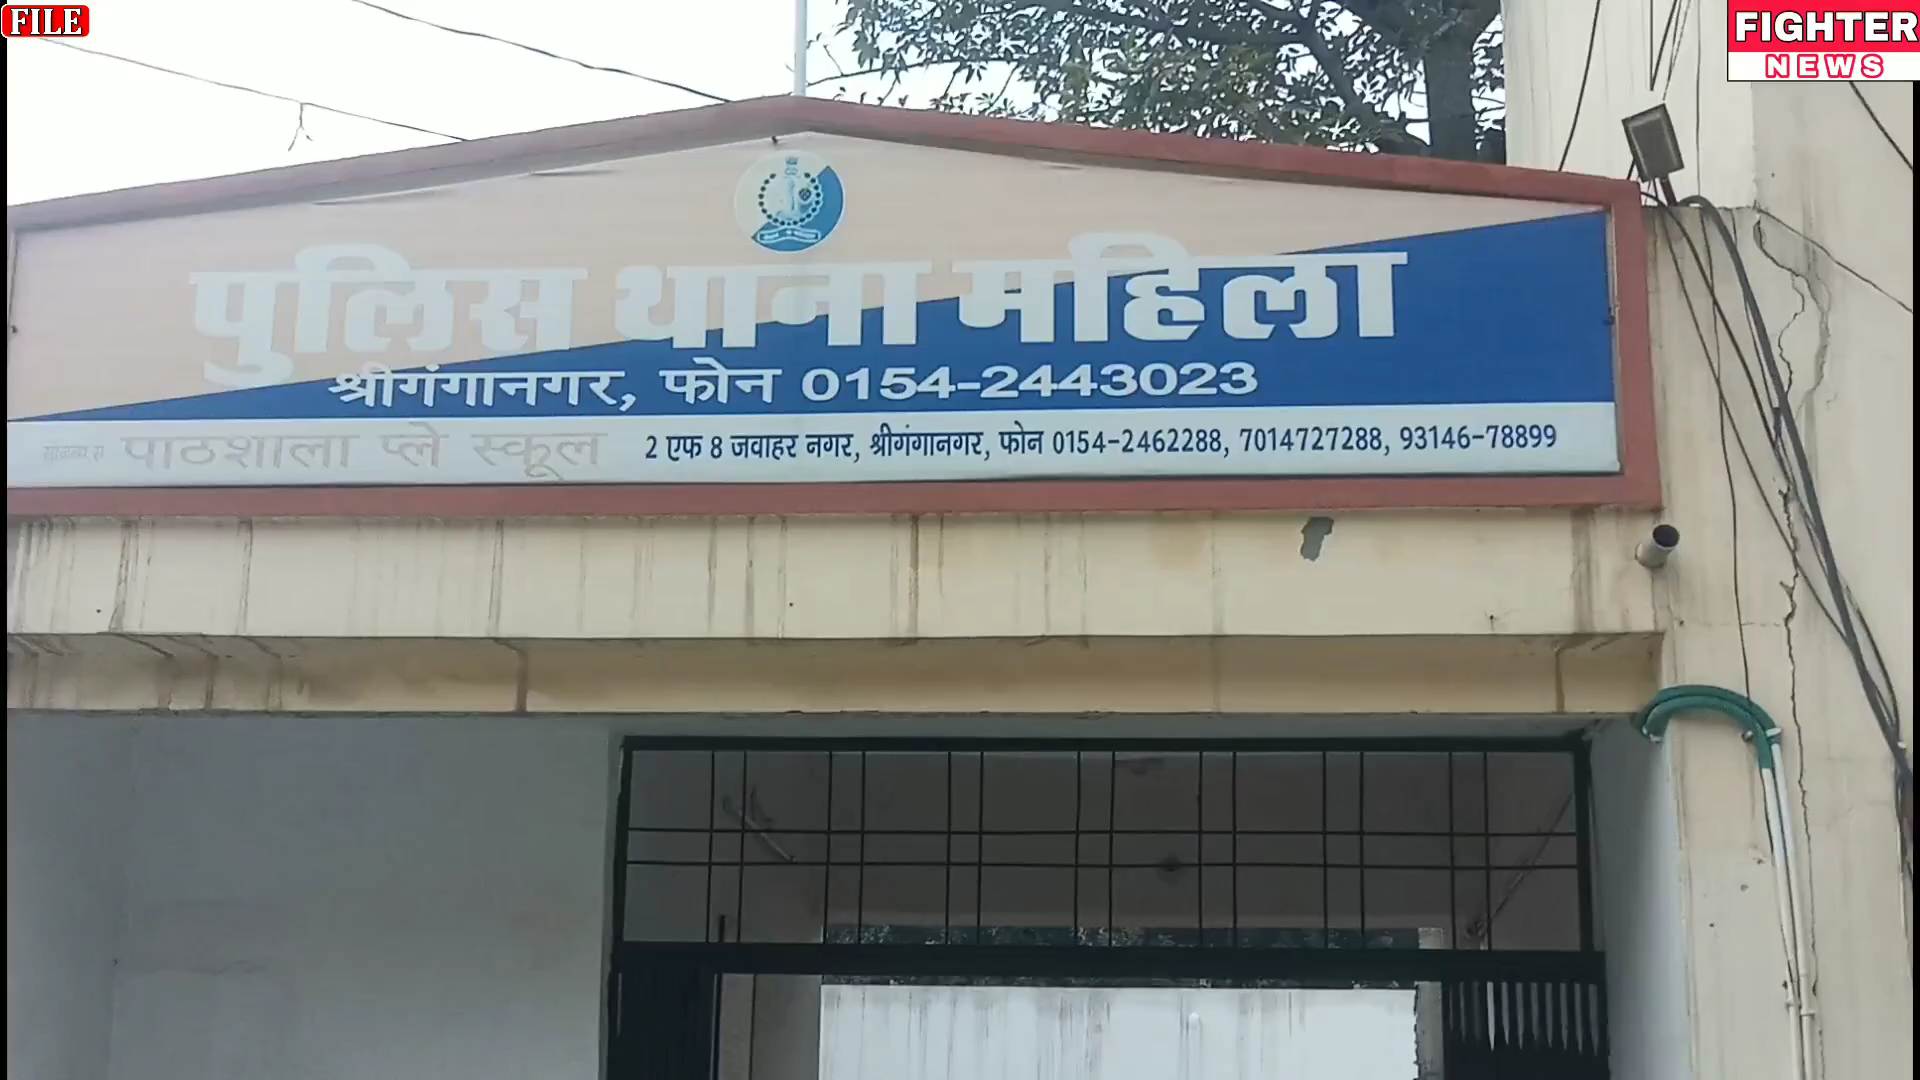 FILE
FIGHTER
NEWS
पुलिस थाना महिला
श्रीगंगानगर, फोन 0154-2443023
पाठशाला प्ले स्कूल 2 एफ 8 जवाहर नगर, श्रीगंगानगर, फोन 0154-2462288, 7014727288, 93146-78899